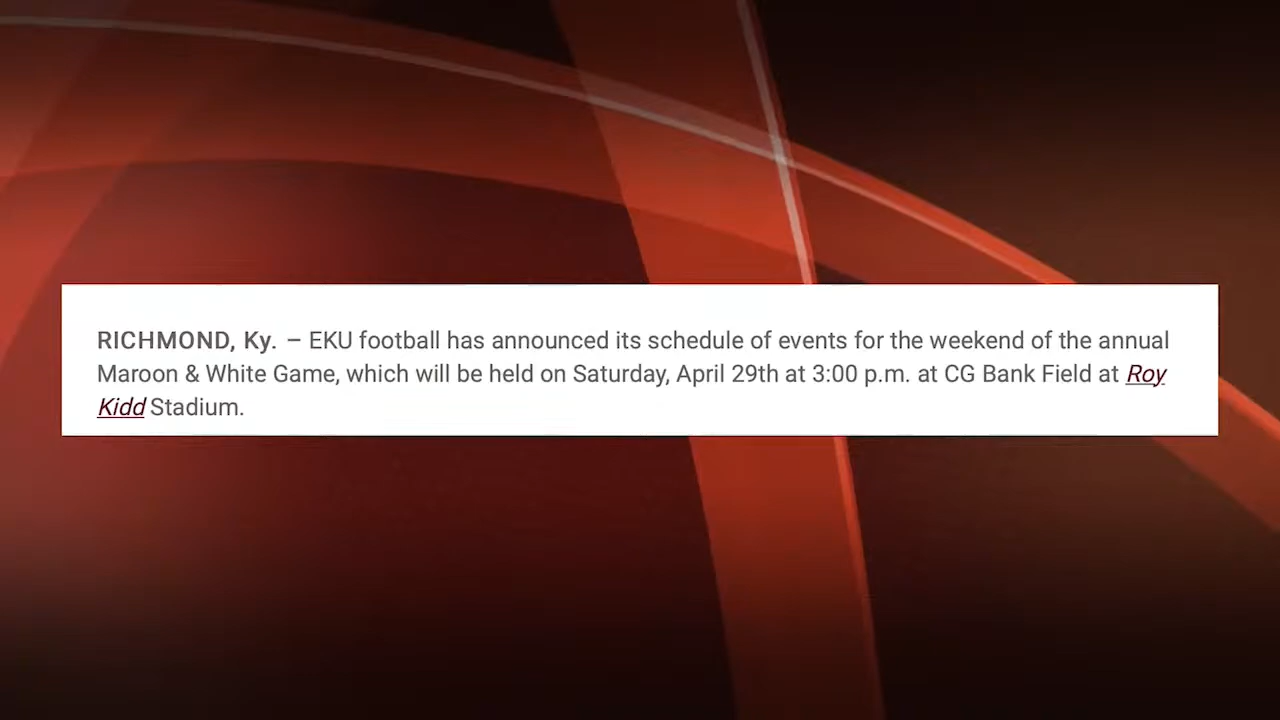 RICHMOND, Ky. – EKU football has announced its schedule of events for the weekend of the annual
Maroon & White Game, which will be held on Saturday, April 29th at 3:00 p.m. at CG Bank Field at Roy
Kidd Stadium.